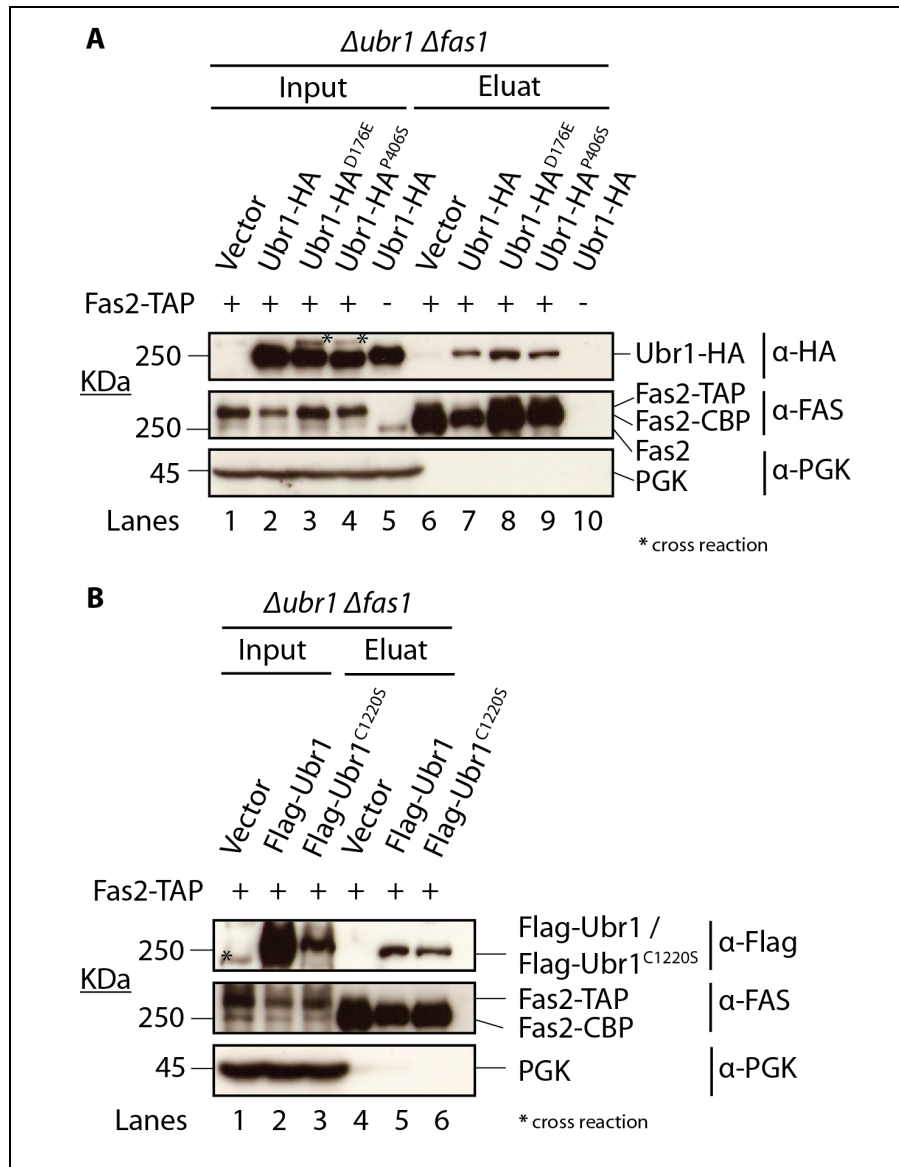 A
Δubr1 Δfas1
Input Eluat
Vector Ubr1-HA Ubr1-HA^D176E Ubr1-HA^P406S Ubr1-HA Vector Ubr1-HA Ubr1-HA^D176E Ubr1-HA^P406S Ubr1-HA
Fas2-TAP + + + + - + + + + -
* *
250 Ubr1-HA α-HA
KDa
Fas2-TAP
Fas2-CBP α-FAS
250
Fas2
45 PGK α-PGK
Lanes 1 2 3 4 5 6 7 8 9 10
* cross reaction
B
Δubr1 Δfas1
Input Eluat
Vector Flag-Ubr1 Flag-Ubr1^C1220S Vector Flag-Ubr1 Flag-Ubr1^C1220S
Fas2-TAP + + + + + +
Flag-Ubr1 /
250 * Flag-Ubr1^C1220S α-Flag
KDa
Fas2-TAP α-FAS
250 Fas2-CBP
45 PGK α-PGK
Lanes 1 2 3 4 5 6
* cross reaction